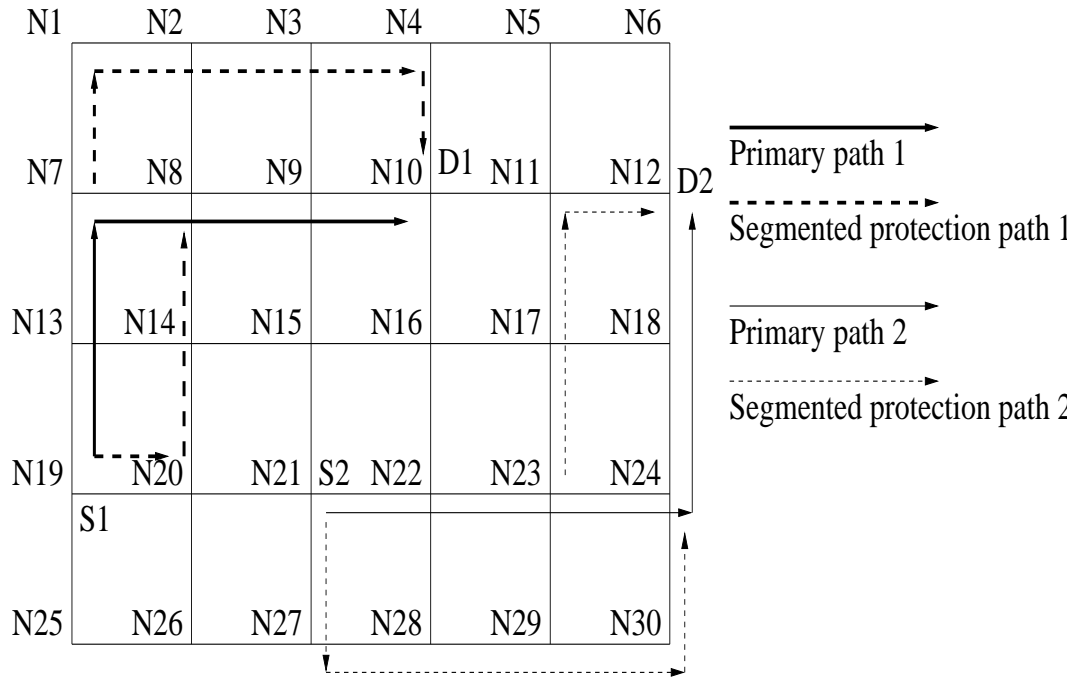 N1 N2 N3 N4 N5 N6
N7 N8 N9 N10 D1 N11 N12 D2
N13 N14 N15 N16 N17 N18
N19 N20 N21 S2 N22 N23 N24
S1
N25 N26 N27 N28 N29 N30
Primary path 1
Segmented protection path 1
Primary path 2
Segmented protection path 2